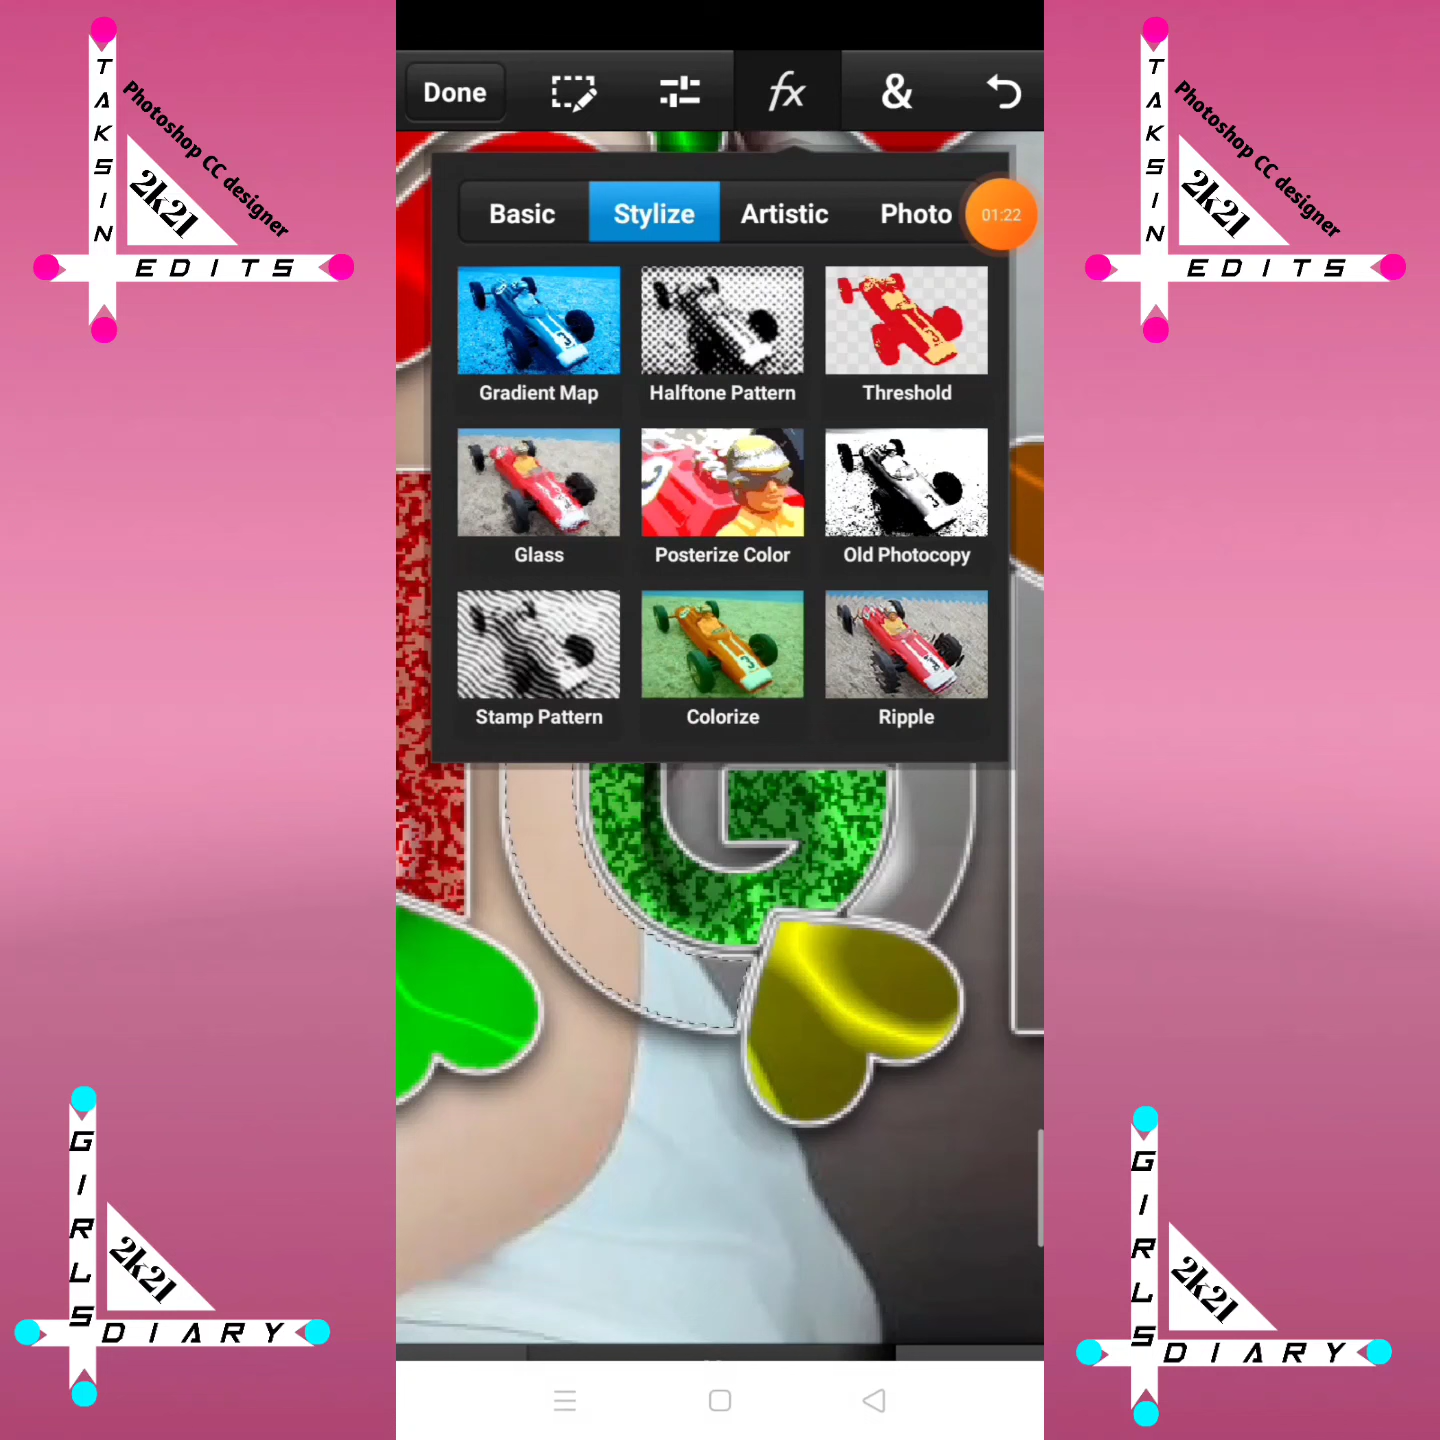 TAKSIN
Photoshop CC designer
2k21
EDITS
Done
fx
&
Basic
Stylize
Artistic
Photo
01:22
Gradient Map
Halftone Pattern
Threshold
Glass
Posterize Color
Old Photocopy
Stamp Pattern
Colorize
Ripple
G
TAKSIN
Photoshop CC designer
2k21
EDITS
GIRLS
2k21
DIARY
GIRLS
2k21
DIARY